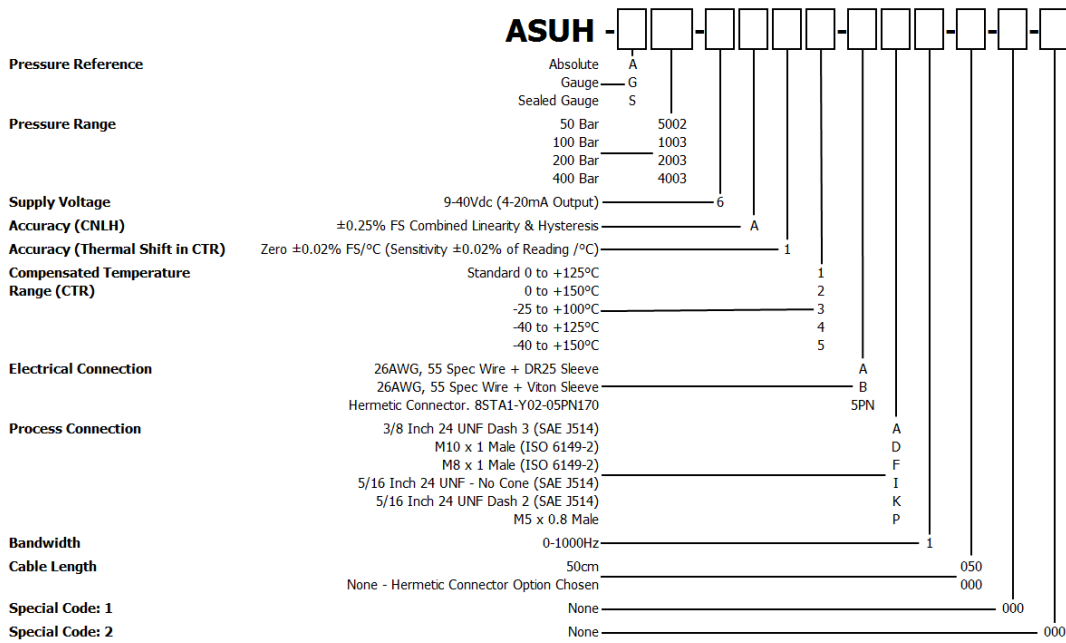 ASUH - - - - - -
Pressure Reference Absolute A
Gauge G
Sealed Gauge S
Pressure Range 50 Bar 5002
100 Bar 1003
200 Bar 2003
400 Bar 4003
Supply Voltage 9-40Vdc (4-20mA Output) 6
Accuracy (CNLH) ±0.25% FS Combined Linearity & Hysteresis A
Accuracy (Thermal Shift in CTR) Zero ±0.02% FS/°C (Sensitivity ±0.02% of Reading /°C) 1
Compensated Temperature Standard 0 to +125°C 1
Range (CTR) 0 to +150°C 2
-25 to +100°C 3
-40 to +125°C 4
-40 to +150°C 5
Electrical Connection 26AWG, 55 Spec Wire + DR25 Sleeve A
26AWG, 55 Spec Wire + Viton Sleeve B
Hermetic Connector. 8STA1-Y02-05PN170 5PN
Process Connection 3/8 Inch 24 UNF Dash 3 (SAE J514) A
M10 x 1 Male (ISO 6149-2) D
M8 x 1 Male (ISO 6149-2) F
5/16 Inch 24 UNF - No Cone (SAE J514) I
5/16 Inch 24 UNF Dash 2 (SAE J514) K
M5 x 0.8 Male P
Bandwidth 0-1000Hz 1
Cable Length 50cm 050
None - Hermetic Connector Option Chosen 000
Special Code: 1 None 000
Special Code: 2 None 000